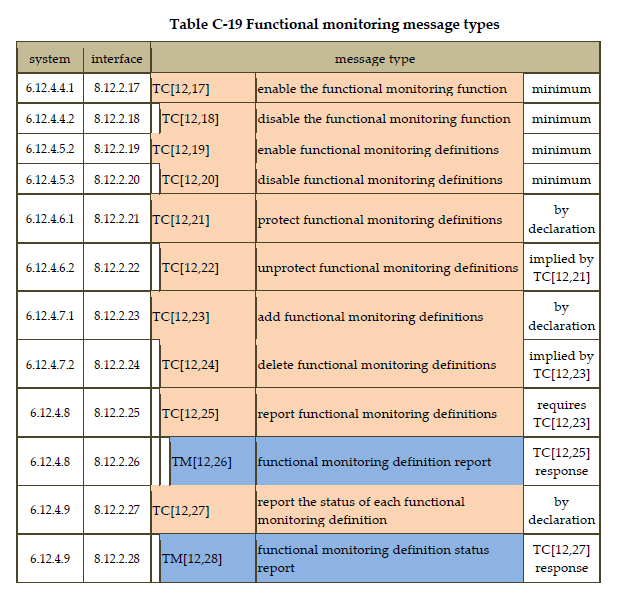 Table C-19 Functional monitoring message types
system interface message type
6.12.4.4.1 8.12.2.17 TC[12,17] enable the functional monitoring function minimum
6.12.4.4.2 8.12.2.18 TC[12,18] disable the functional monitoring function minimum
6.12.4.5.2 8.12.2.19 TC[12,19] enable functional monitoring definitions minimum
6.12.4.5.3 8.12.2.20 TC[12,20] disable functional monitoring definitions minimum
6.12.4.6.1 8.12.2.21 TC[12,21] protect functional monitoring definitions by
declaration
6.12.4.6.2 8.12.2.22 TC[12,22] unprotect functional monitoring definitions implied by
TC[12,21]
6.12.4.7.1 8.12.2.23 TC[12,23] add functional monitoring definitions by
declaration
6.12.4.7.2 8.12.2.24 TC[12,24] delete functional monitoring definitions implied by
TC[12,23]
6.12.4.8 8.12.2.25 TC[12,25] report functional monitoring definitions requires
TC[12,23]
6.12.4.8 8.12.2.26 TM[12,26] functional monitoring definition report TC[12,25]
response
6.12.4.9 8.12.2.27 TC[12,27] report the status of each functional
monitoring definition by
declaration
6.12.4.9 8.12.2.28 TM[12,28] functional monitoring definition status
report TC[12,27]
response